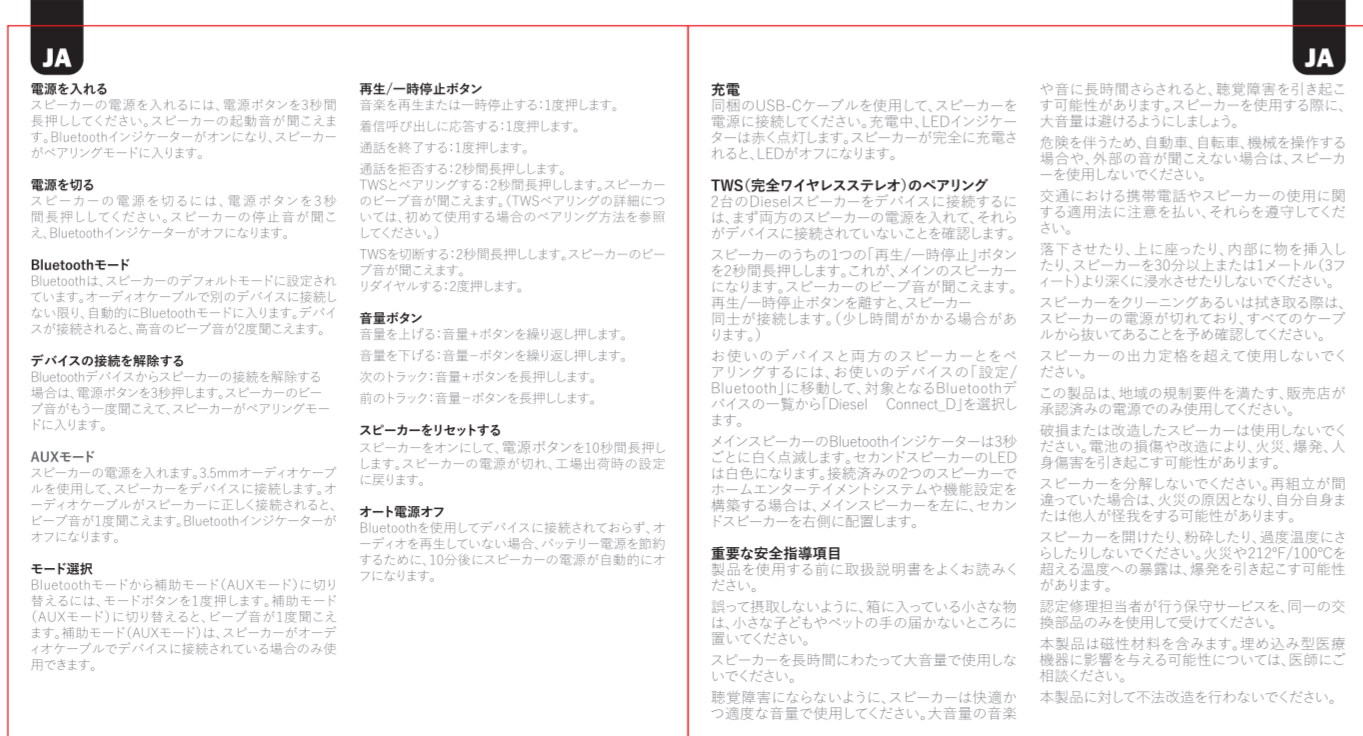 JA
電源を入れる
スピーカーの電源を入れるには、電源ボタンを3秒間
長押ししてください。スピーカーの起動音が聞こえま
す。Bluetoothインジケーターがオンになり、スピーカー
がペアリングモードに入ります。
電源を切る
スピーカーの電源を切るには、電源ボタンを3秒
間長押ししてください。スピーカーの停止音が聞こ
え、Bluetoothインジケーターがオフになります。
Bluetoothモード
Bluetoothは、スピーカーのデフォルトモードに設定され
ています。オーディオケーブルで別のデバイスに接続し
ない限り、自動的にBluetoothモードに入ります。デバイ
スが接続されると、高音のビープ音が2度聞こえます。
デバイスの接続を解除する
Bluetoothデバイスからスピーカーの接続を解除する
場合は、電源ボタンを3秒押します。スピーカーのビー
プ音がもう一度聞こえて、スピーカーがペアリングモー
ドに入ります。
AUXモード
スピーカーの電源を入れます。3.5mmオーディオケーブ
ルを使用して、スピーカーをデバイスに接続します。オ
ーディオケーブルがスピーカーに正しく接続されると、
ビープ音が1度聞こえます。Bluetoothインジケーターが
オフになります。
モード選択
Bluetoothモードから補助モード(AUXモード)に切り
替えるには、モードボタンを1度押します。補助モード
(AUXモード)に切り替えると、ビープ音が1度聞こえ
ます。補助モード(AUXモード)は、スピーカーがオーデ
ィオケーブルでデバイスに接続されている場合のみ使
用できます。
再生/一時停止ボタン
音楽を再生または一時停止する:1度押します。
着信呼び出しに応答する:1度押します。
通話を終了する:1度押します。
通話を拒否する:2秒間長押しします。
TWSとペアリングする:2秒間長押しします。スピーカー
のビープ音が聞こえます。(TWSペアリングの詳細につ
いては、初めて使用する場合のペアリング方法を参照
してください。)
TWSを切断する:2秒間長押しします。スピーカーのビー
プ音が聞こえます。
リダイヤルする:2度押します。
音量ボタン
音量を上げる:音量+ボタンを繰り返し押します。
音量を下げる:音量-ボタンを繰り返し押します。
次のトラック:音量+ボタンを長押しします。
前のトラック:音量-ボタンを長押しします。
スピーカーをリセットする
スピーカーをオンにして、電源ボタンを10秒間長押し
します。スピーカーの電源が切れ、工場出荷時の設定
に戻ります。
オート電源オフ
Bluetoothを使用してデバイスに接続されておらず、オ
ーディオを再生していない場合、バッテリー電源を節約
するために、10分後にスピーカーの電源が自動的にオ
フになります。
JA
充電
同梱のUSB-Cケーブルを使用して、スピーカーを
電源に接続してください。充電中、LEDインジケー
ターは赤く点灯します。スピーカーが完全に充電さ
れると、LEDがオフになります。
TWS(完全ワイヤレスステレオ)のペアリング
2台のDieselスピーカーをデバイスに接続するに
は、まず両方のスピーカーの電源を入れて、それら
がデバイスに接続されていないことを確認します。
スピーカーのうちの1つの「再生/一時停止」ボタン
を2秒間長押しします。これが、メインのスピーカー
になります。スピーカーのビープ音が聞こえます。
再生/一時停止ボタンを離すと、スピーカー
同士が接続します。(少し時間がかかる場合があ
ります。)
お使いのデバイスと両方のスピーカーとをペ
アリングするには、お使いのデバイスの「設定/
Bluetooth」に移動して、対象となるBluetoothデ
バイスの一覧から「Diesel Connect_D」を選択し
ます。
メインスピーカーのBluetoothインジケーターは3秒
ごとに白く点滅します。セカンドスピーカーのLED
は白色になります。接続済みの2つのスピーカーで
ホームエンターテイメントシステムや機能設定を
構築する場合は、メインスピーカーを左に、セカン
ドスピーカーを右側に配置します。
重要な安全指導項目
製品を使用する前に取扱説明書をよくお読みく
ださい。
誤って摂取しないように、箱に入っている小さな物
は、小さな子どもやペットの手の届かないところに
置いてください。
スピーカーを長時間にわたって大音量で使用しな
いでください。
聴覚障害にならないように、スピーカーは快適か
つ適度な音量で使用してください。大音量の音楽
や音に長時間さらされると、聴覚障害を引き起こ
す可能性があります。スピーカーを使用する際に、
大音量は避けるようにしましょう。
危険を伴うため、自動車、自転車、機械を操作する
場合や、外部の音が聞こえない場合は、スピーカ
ーを使用しないでください。
交通における携帯電話やスピーカーの使用に関
する適用法に注意を払い、それらを遵守してくだ
さい。
落下させたり、上に座ったり、内部に物を挿入し
たり、スピーカーを30分以上または1メートル(3フ
ィート)より深くに浸水させたりしないでください。
スピーカーをクリーニングあるいは拭き取る際は、
スピーカーの電源が切れており、すべてのケーブ
ルから抜いてあることを予め確認してください。
スピーカーの出力定格を超えて使用しないでく
ださい。
この製品は、地域の規制要件を満たす、販売店が
承認済みの電源でのみ使用してください。
破損または改造したスピーカーは使用しないでく
ださい。電池の損傷や改造により、火災、爆発、人
身傷害を引き起こす可能性があります。
スピーカーを分解しないでください。再組立が間
違っていた場合は、火災の原因となり、自分自身ま
たは他人が怪我をする可能性があります。
スピーカーを開けたり、粉砕したり、過度温度にさ
らしたりしないでください。火災や212°F/100°Cを
超える温度への暴露は、爆発を引き起こす可能性
があります。
認定修理担当者が行う保守サービスを、同一の交
換部品のみを使用して受けてください。
本製品は磁性材料を含みます。埋め込み型医療
機器に影響を与える可能性については、医師にご
相談ください。
本製品に対して不法改造を行わないでください。